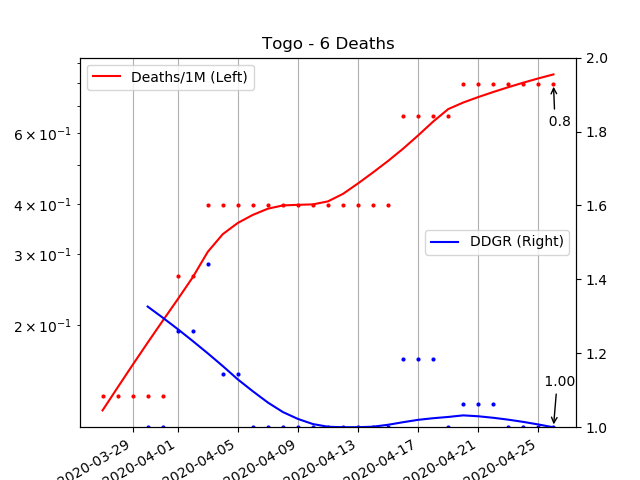 Togo - 6 Deaths
Deaths/1M (Left)
DDGR (Right)
0.8
1.00
6 × 10⁻¹
4 × 10⁻¹
3 × 10⁻¹
2 × 10⁻¹
2.0
1.8
1.6
1.4
1.2
1.0
2020-03-29
2020-04-01
2020-04-05
2020-04-09
2020-04-13
2020-04-17
2020-04-21
2020-04-25